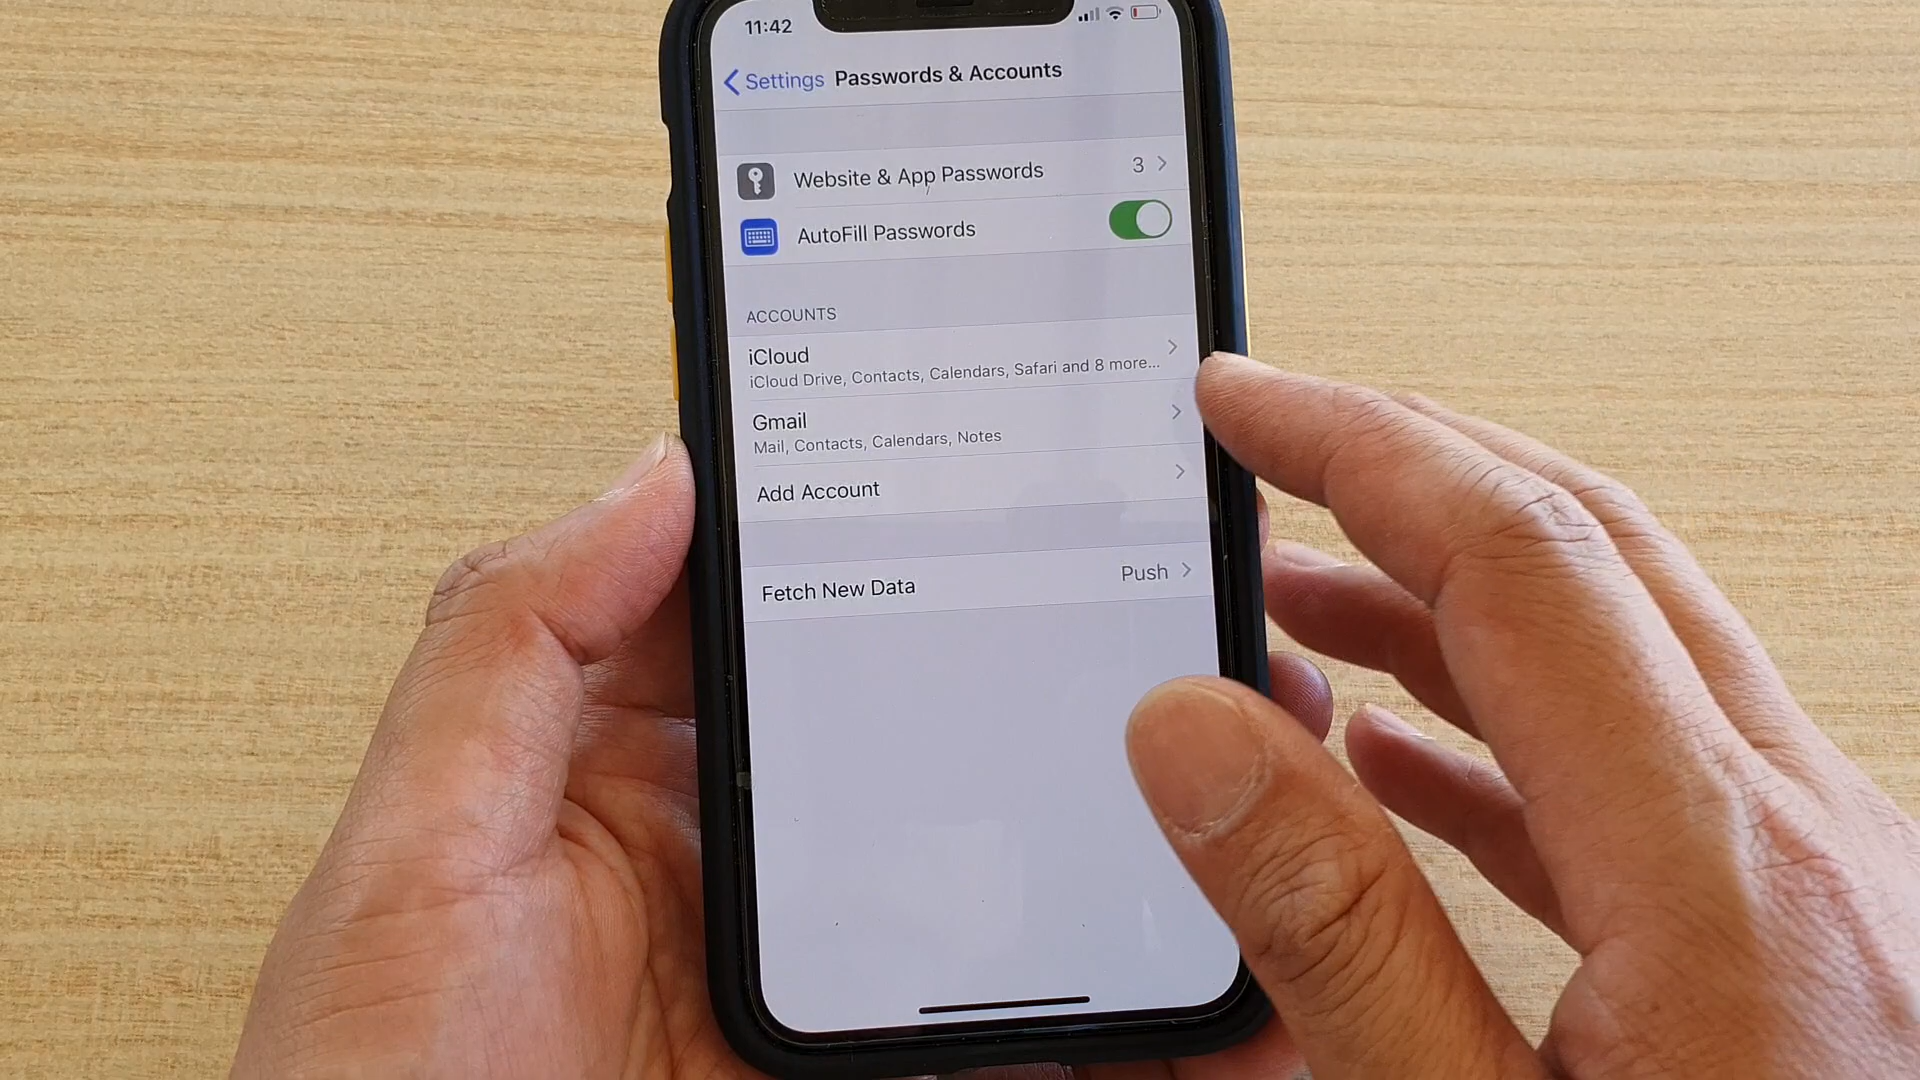 11:42
Settings Passwords & Accounts
Website & App Passwords 3
AutoFill Passwords
ACCOUNTS
iCloud
iCloud Drive, Contacts, Calendars, Safari and 8 more...
Gmail
Mail, Contacts, Calendars, Notes
Add Account
Fetch New Data Push